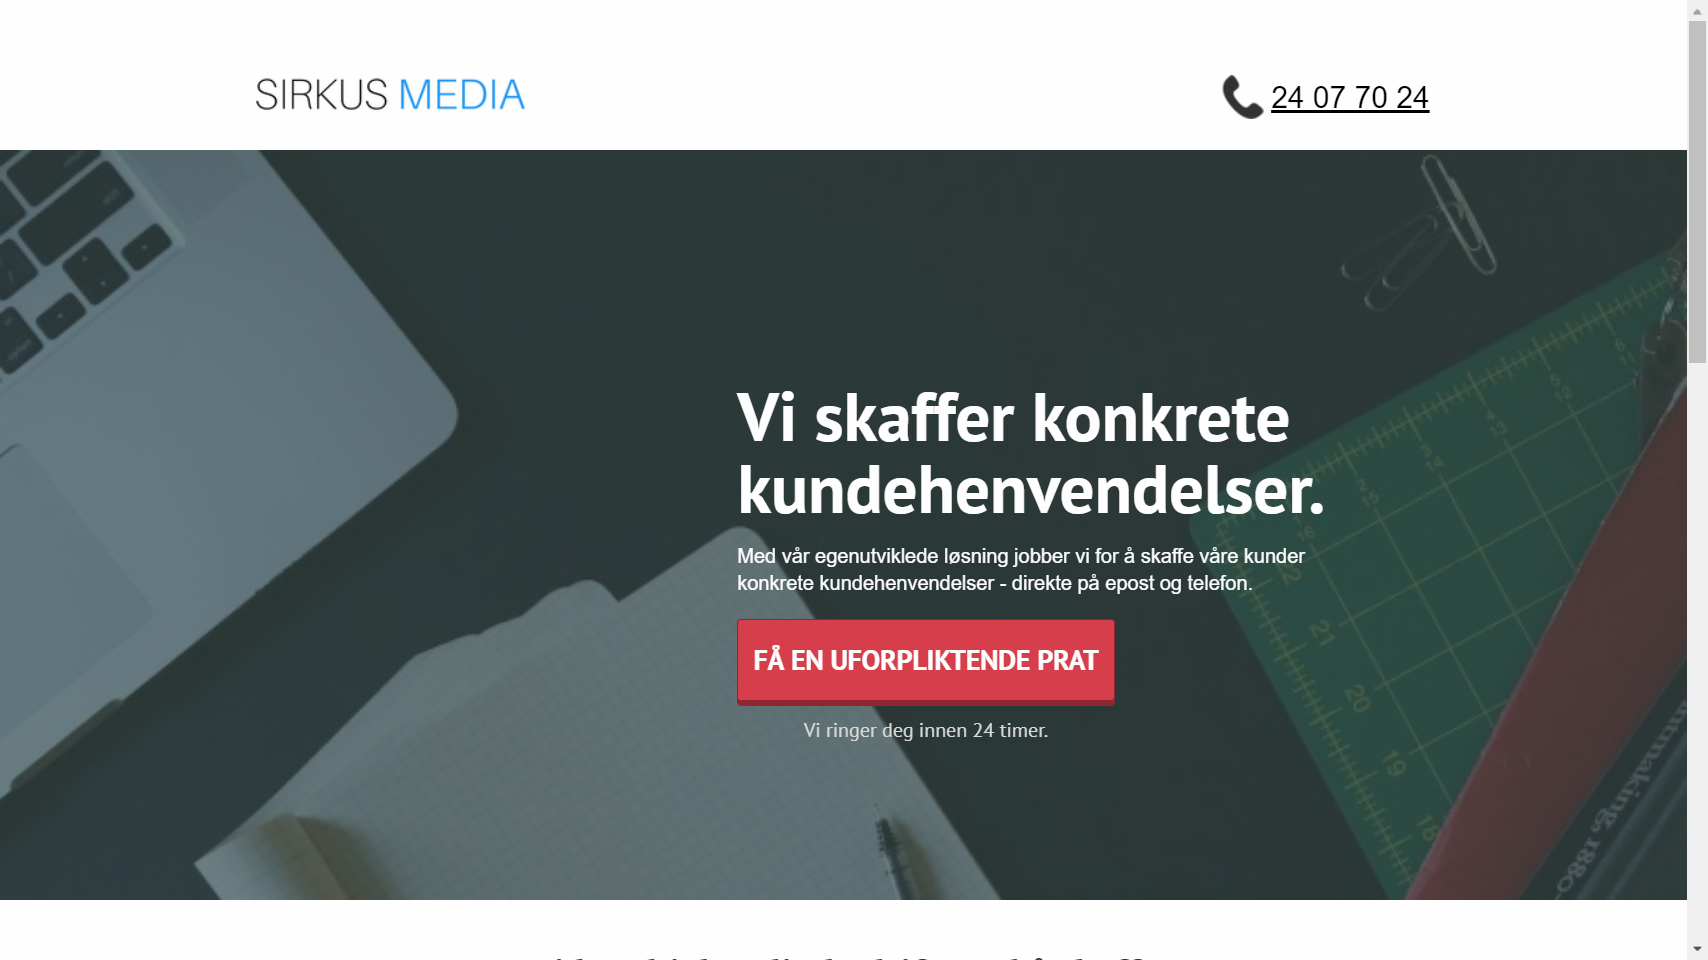 SIRKUS MEDIA
24 07 70 24
Vi skaffer konkrete
kundehenvendelser.
Med vår egenutviklede løsning jobber vi for å skaffe våre kunder
konkrete kundehenvendelser - direkte på epost og telefon.
FÅ EN UFORPLIKTENDE PRAT
Vi ringer deg innen 24 timer.